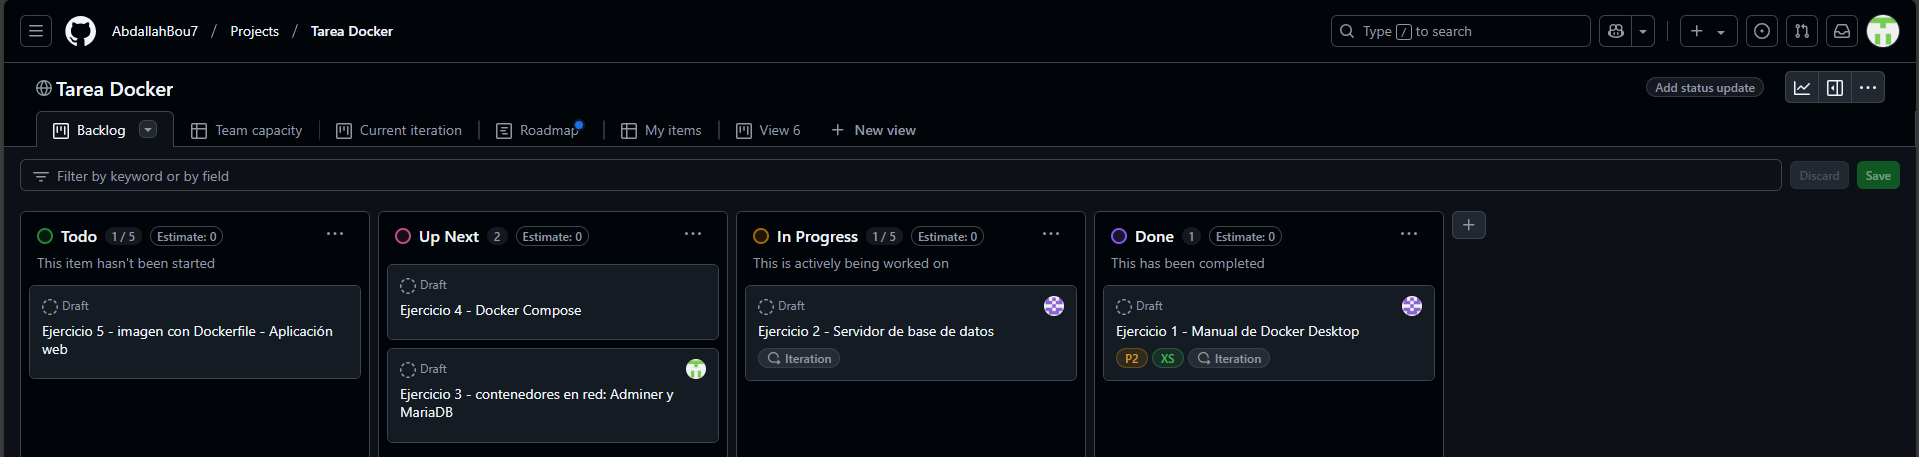 AbdallahBou7 / Projects / Tarea Docker
Type / to search
Tarea Docker
Add status update
Backlog
Team capacity
Current iteration
Roadmap
My items
View 6
+ New view
Filter by keyword or by field
Discard
Save
Todo 1 / 5 Estimate: 0
This item hasn't been started
Draft
Ejercicio 5 - imagen con Dockerfile - Aplicación
web
Up Next 2 Estimate: 0
Draft
Ejercicio 4 - Docker Compose
Draft
Ejercicio 3 - contenedores en red: Adminer y
MariaDB
In Progress 1 / 5 Estimate: 0
This is actively being worked on
Draft
Ejercicio 2 - Servidor de base de datos
Iteration
Done 1 Estimate: 0
This has been completed
Draft
Ejercicio 1 - Manual de Docker Desktop
P2 XS Iteration